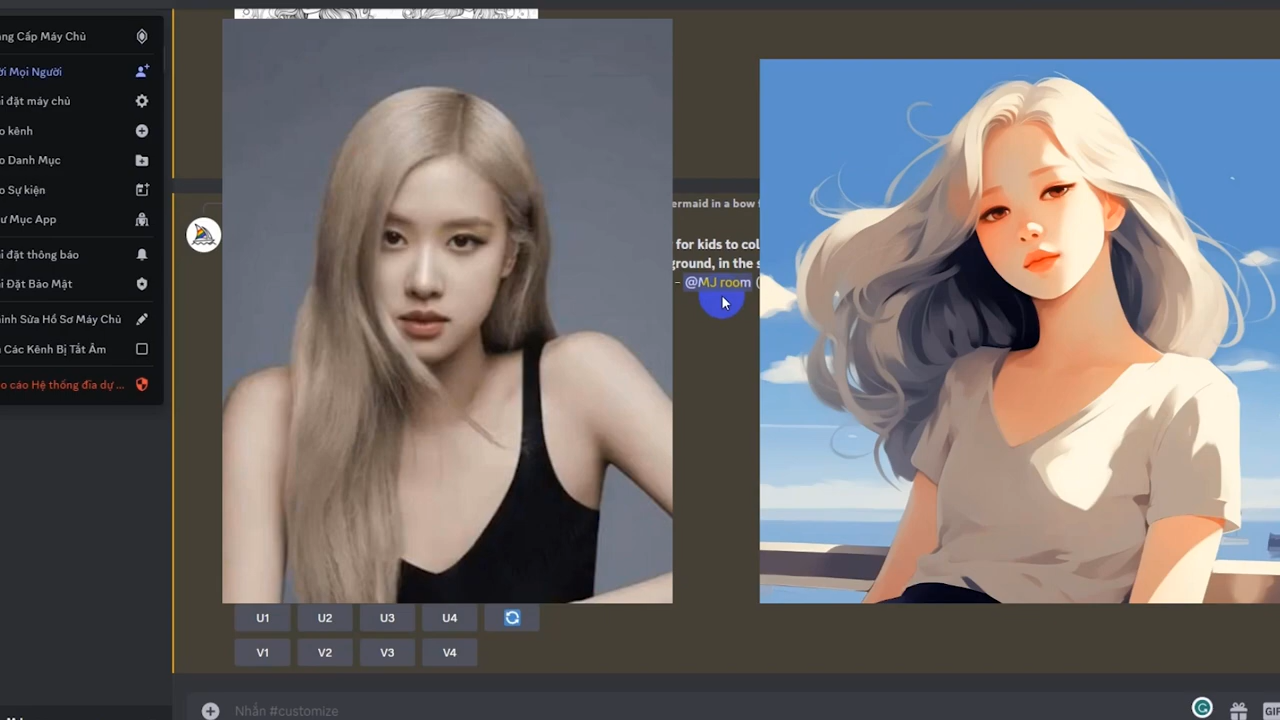 ng Cấp Máy Chủ
ời Mọi Người
i đặt máy chủ
o kênh
o Danh Mục
o Sự kiện
ư Mục App
i đặt thông báo
i Đặt Bảo Mật
hỉnh Sửa Hồ Sơ Máy Chủ
Các Kênh Bị Tắt Âm
o cáo Hệ thống đĩa dự ...
ermaid in a bow
for kids to col
ground, in the s
- @MJ room (
U1 U2 U3 U4
V1 V2 V3 V4
Nhắn #customize
GIF